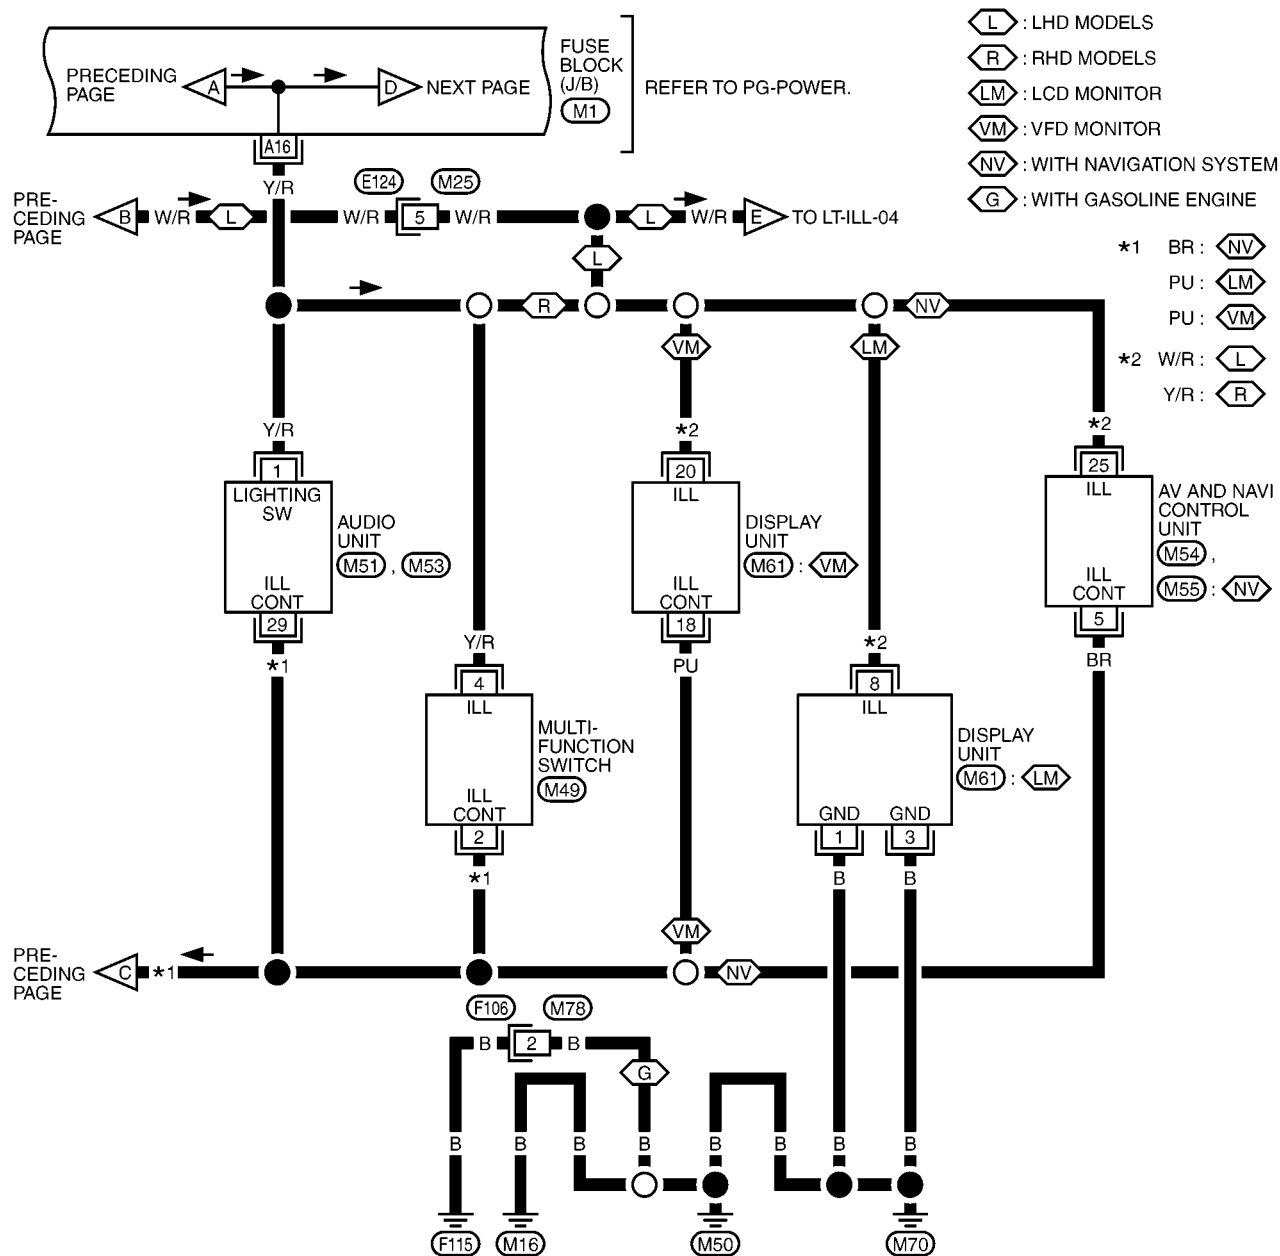 PRECEDING
PAGE
A
D
NEXT PAGE
FUSE
BLOCK
(J/B)
M1
REFER TO PG-POWER.
L : LHD MODELS
R : RHD MODELS
LM : LCD MONITOR
VM : VFD MONITOR
NV : WITH NAVIGATION SYSTEM
G : WITH GASOLINE ENGINE
A16
Y/R
E124
M25
PRE-
CEDING
PAGE
B
W/R
L
W/R
5
W/R
L
W/R
E
TO LT-ILL-04
L
*1 BR : NV
PU : LM
PU : VM
*2 W/R : L
Y/R : R
R
NV
VM
LM
Y/R
*2
*2
1
LIGHTING
SW
AUDIO
UNIT
M51 , M53
ILL
CONT
29
*1
20
ILL
DISPLAY
UNIT
M61 : VM
ILL
CONT
18
PU
25
ILL
AV AND NAVI
CONTROL
UNIT
M54 ,
M55 : NV
ILL
CONT
5
BR
Y/R
4
ILL
MULTI-
FUNCTION
SWITCH
M49
ILL
CONT
2
*1
*2
8
ILL
DISPLAY
UNIT
M61 : LM
GND
GND
1
3
B
B
VM
PRE-
CEDING
PAGE
C
*1
NV
F106
M78
B
2
B
G
B
B
B
B
B
B
B
B
F115
M16
M50
M70